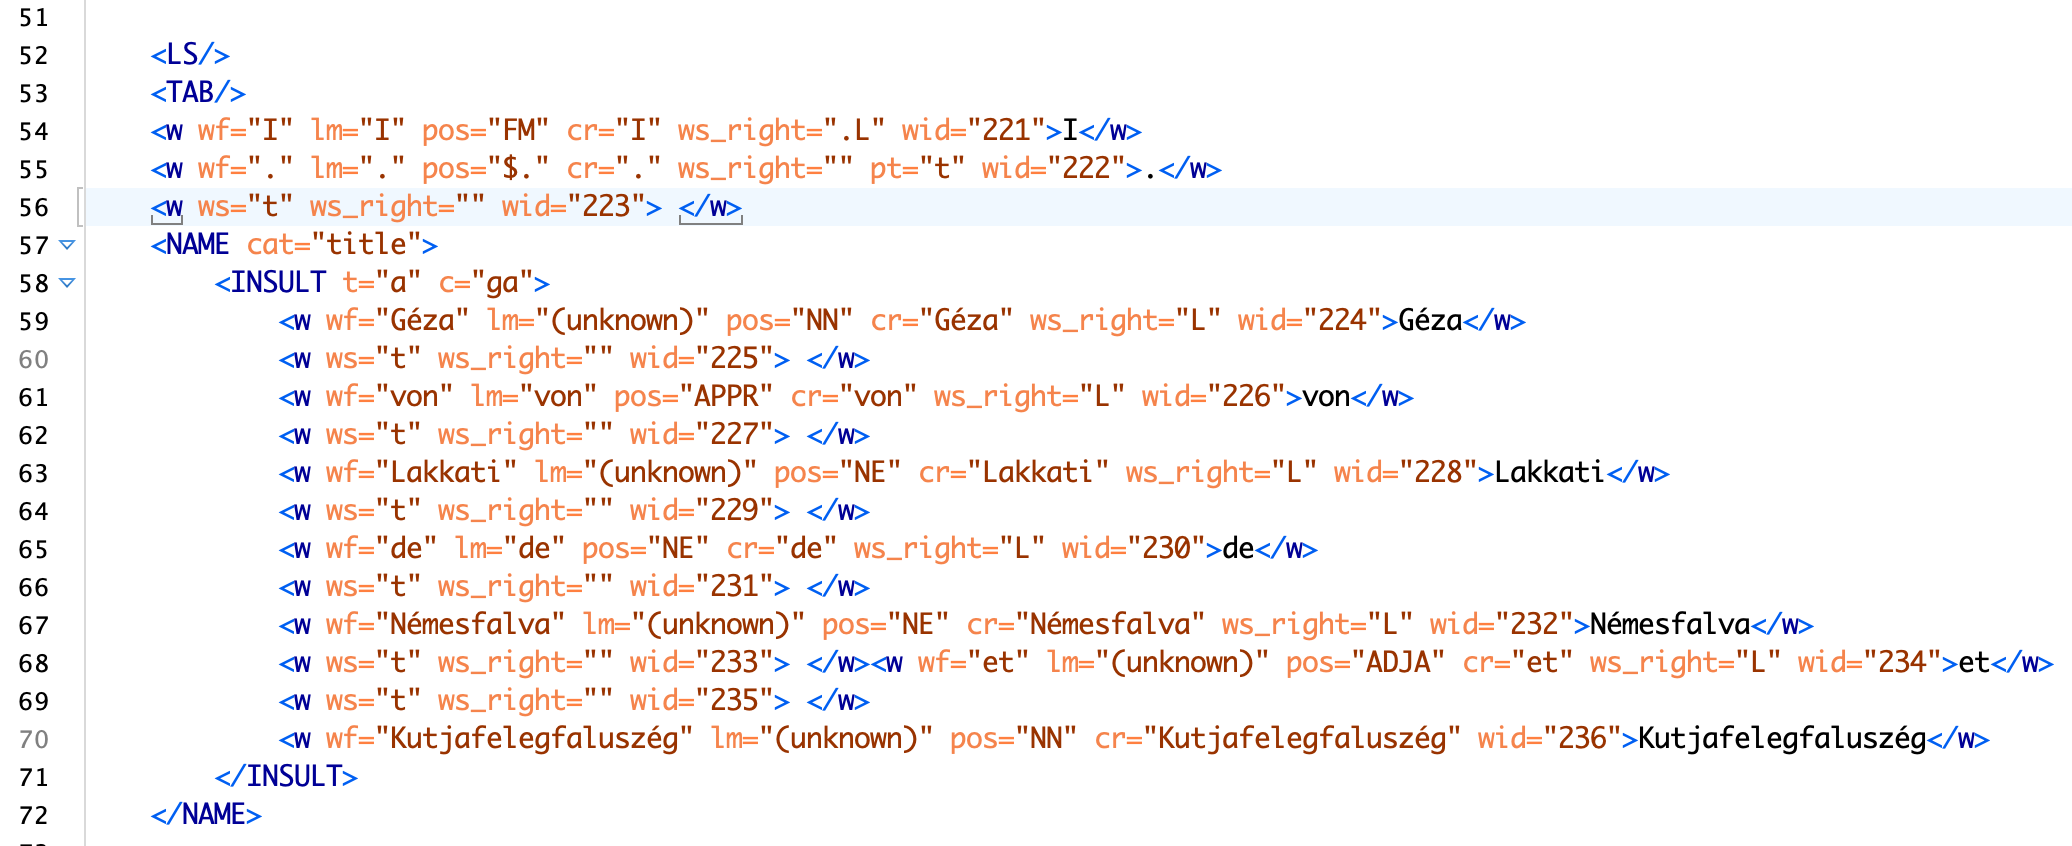 51
52 <LS/>
53 <TAB/>
54 <w wf="I" lm="I" pos="FM" cr="I" ws_right=".L" wid="221">I</w>
55 <w wf="." lm="." pos="$." cr="." ws_right="" pt="t" wid="222">.</w>
56 <w ws="t" ws_right="" wid="223"> </w>
57 <NAME cat="title">
58 <INSULT t="a" c="ga">
59 <w wf="Géza" lm="(unknown)" pos="NN" cr="Géza" ws_right="L" wid="224">Géza</w>
60 <w ws="t" ws_right="" wid="225"> </w>
61 <w wf="von" lm="von" pos="APPR" cr="von" ws_right="L" wid="226">von</w>
62 <w ws="t" ws_right="" wid="227"> </w>
63 <w wf="Lakkati" lm="(unknown)" pos="NE" cr="Lakkati" ws_right="L" wid="228">Lakkati</w>
64 <w ws="t" ws_right="" wid="229"> </w>
65 <w wf="de" lm="de" pos="NE" cr="de" ws_right="L" wid="230">de</w>
66 <w ws="t" ws_right="" wid="231"> </w>
67 <w wf="Némesfalva" lm="(unknown)" pos="NE" cr="Némesfalva" ws_right="L" wid="232">Némesfalva</w>
68 <w ws="t" ws_right="" wid="233"> </w><w wf="et" lm="(unknown)" pos="ADJA" cr="et" ws_right="L" wid="234">et</w>
69 <w ws="t" ws_right="" wid="235"> </w>
70 <w wf="Kutjafelegfaluszég" lm="(unknown)" pos="NN" cr="Kutjafelegfaluszég" wid="236">Kutjafelegfaluszég</w>
71 </INSULT>
72 </NAME>